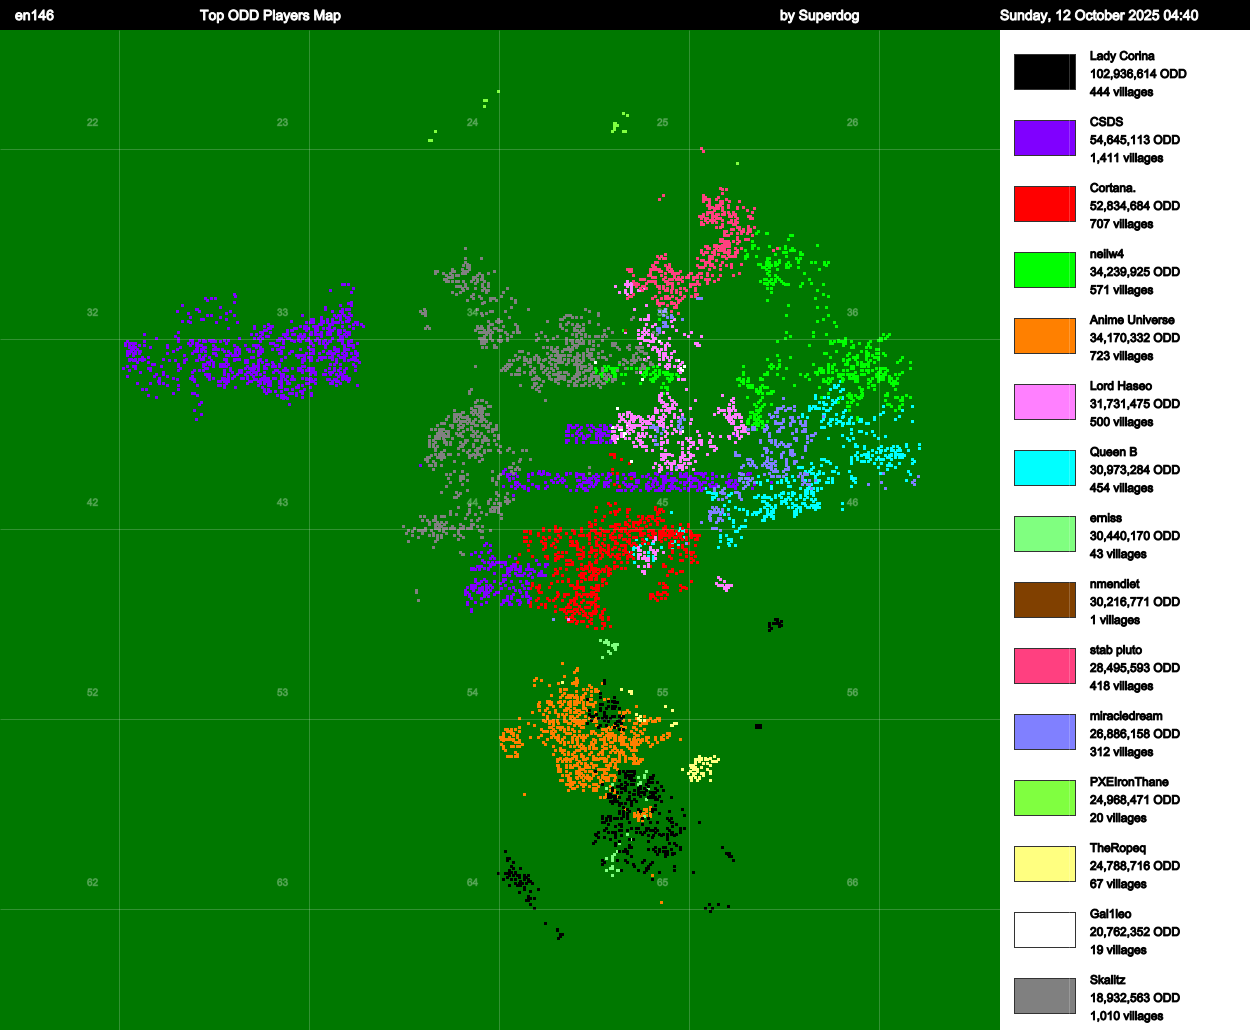 en146 Top ODD Players Map by Superdog Sunday, 12 October 2025 04:40
22 23 24 25 26
32 33 34 36
42 43 44 45 46
52 53 54 55 56
62 63 64 65 66
Lady Corina
102,936,614 ODD
444 villages
CSDS
54,645,113 ODD
1,411 villages
Cortana.
52,834,684 ODD
707 villages
neilw4
34,239,925 ODD
571 villages
Anime Universe
34,170,332 ODD
723 villages
Lord Haseo
31,731,475 ODD
500 villages
Queen B
30,973,284 ODD
454 villages
emiss
30,440,170 ODD
43 villages
nmendiet
30,216,771 ODD
1 villages
stab pluto
28,495,593 ODD
418 villages
miracledream
26,886,158 ODD
312 villages
PXEIronThane
24,968,471 ODD
20 villages
TheRopeq
24,788,716 ODD
67 villages
Gal1leo
20,762,352 ODD
19 villages
Skalitz
18,932,563 ODD
1,010 villages